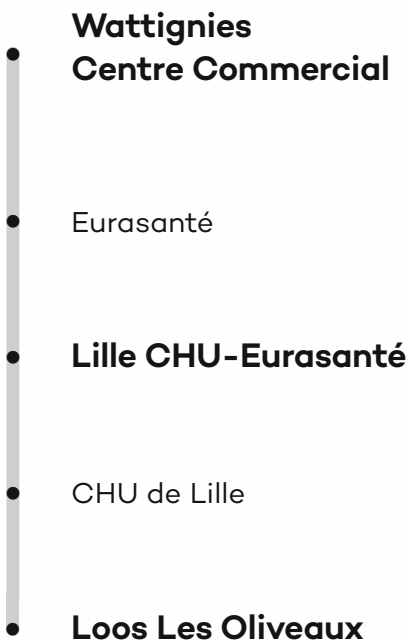 Wattignies
Centre Commercial
Eurasanté
Lille CHU-Eurasanté
CHU de Lille
Loos Les Oliveaux